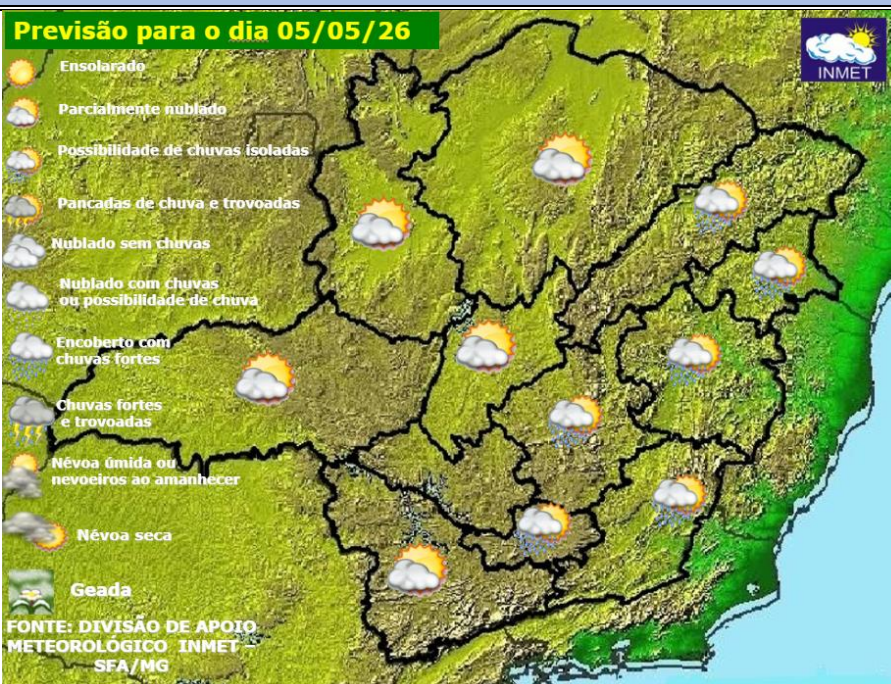 Previsão para o dia 05/05/26
INMET
Ensolarado
Parcialmente nublado
Possibilidade de chuvas isoladas
Pancadas de chuva e trovoadas
Nublado sem chuvas
Nublado com chuvas
ou possibilidade de chuva
Encoberto com
chuvas fortes
Chuvas fortes
e trovoadas
Névoa úmida ou
nevoeiros ao amanhecer
Névoa seca
Geada
FONTE: DIVISÃO DE APOIO
METEOROLÓGICO INMET –
SFA/MG